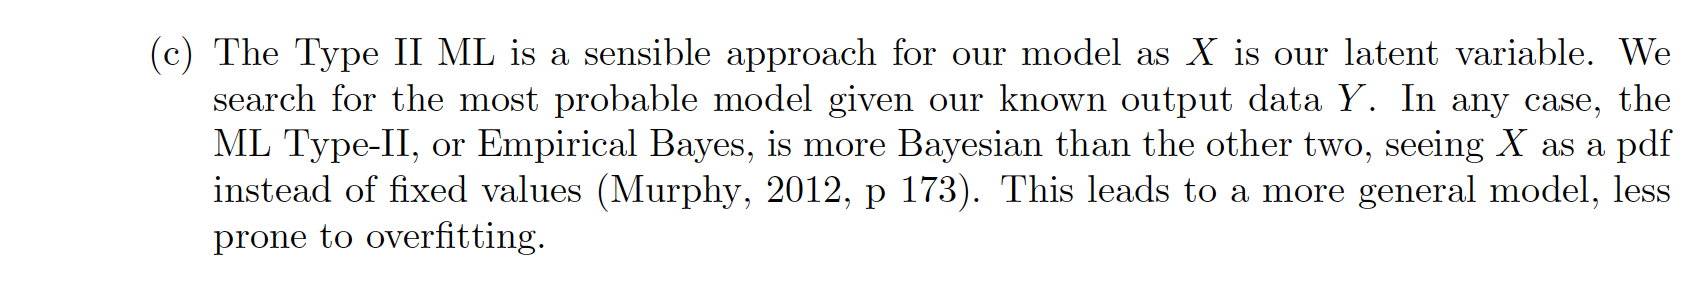 (c) The Type II ML is a sensible approach for our model as X is our latent variable. We
search for the most probable model given our known output data Y. In any case, the
ML Type-II, or Empirical Bayes, is more Bayesian than the other two, seeing X as a pdf
instead of fixed values (Murphy, 2012, p 173). This leads to a more general model, less
prone to overfitting.